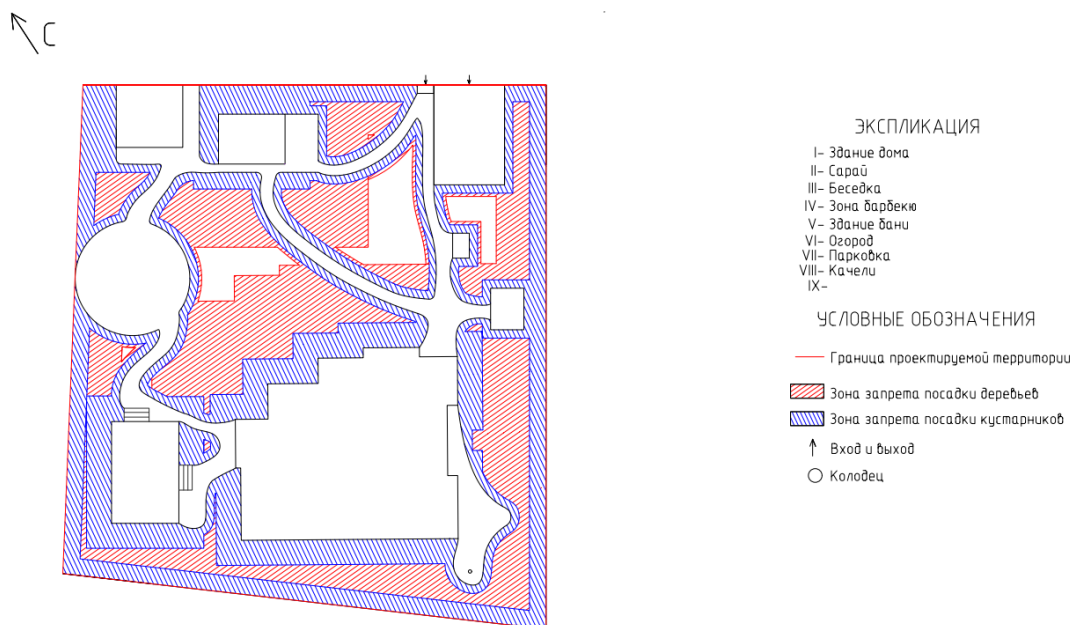 С
ЭКСПЛИКАЦИЯ
I- Здание дома
II- Сарай
III- Беседка
IV- Зона барбекю
V- Здание бани
VI- Огород
VII- Парковка
VIII- Качели
IX-
УСЛОВНЫЕ ОБОЗНАЧЕНИЯ
Граница проектируемой территории
Зона запрета посадки деревьев
Зона запрета посадки кустарников
Вход и выход
Колодец